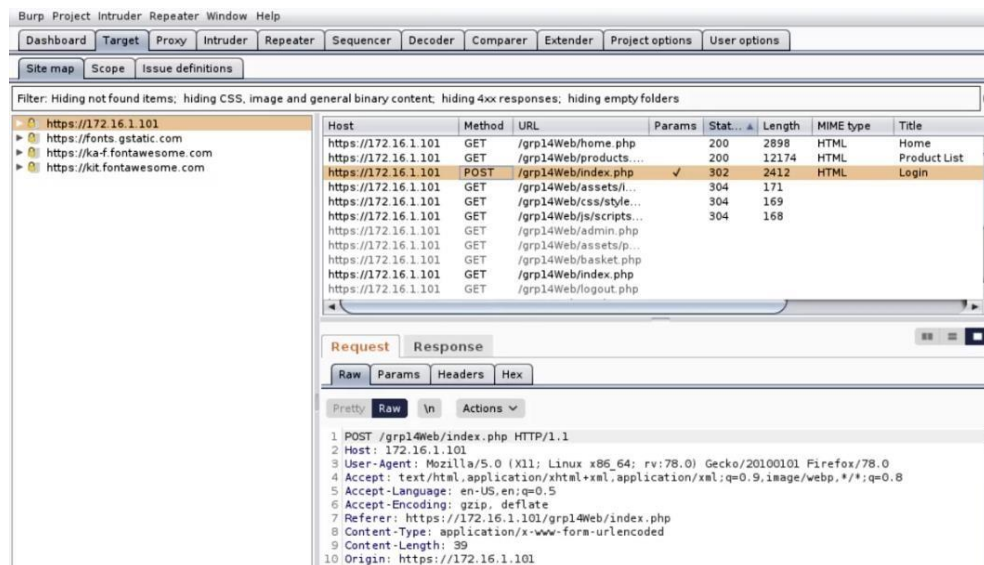 Burp Project Intruder Repeater Window Help
Dashboard Target Proxy Intruder Repeater Sequencer Decoder Comparer Extender Project options User options
Site map Scope Issue definitions
Filter: Hiding not found items; hiding CSS, image and general binary content; hiding 4xx responses; hiding empty folders
https://172.16.1.101
https://fonts.gstatic.com
https://ka-f.fontawesome.com
https://kit.fontawesome.com
Host Method URL Params Stat... Length MIME type Title
https://172.16.1.101 GET /grp14Web/home.php 200 2898 HTML Home
https://172.16.1.101 GET /grp14Web/products.... 200 12174 HTML Product List
https://172.16.1.101 POST /grp14Web/index.php ✓ 302 2412 HTML Login
https://172.16.1.101 GET /grp14Web/assets/i... 304 171
https://172.16.1.101 GET /grp14Web/css/style... 304 169
https://172.16.1.101 GET /grp14Web/js/scripts... 304 168
https://172.16.1.101 GET /grp14Web/admin.php
https://172.16.1.101 GET /grp14Web/assets/p...
https://172.16.1.101 GET /grp14Web/basket.php
https://172.16.1.101 GET /grp14Web/index.php
https://172.16.1.101 GET /grp14Web/logout.php
Request Response
Raw Params Headers Hex
Pretty Raw \n Actions
1 POST /grp14Web/index.php HTTP/1.1
2 Host: 172.16.1.101
3 User-Agent: Mozilla/5.0 (X11; Linux x86_64; rv:78.0) Gecko/20100101 Firefox/78.0
4 Accept: text/html,application/xhtml+xml,application/xml;q=0.9,image/webp,*/*;q=0.8
5 Accept-Language: en-US,en;q=0.5
6 Accept-Encoding: gzip, deflate
7 Referer: https://172.16.1.101/grp14Web/index.php
8 Content-Type: application/x-www-form-urlencoded
9 Content-Length: 39
10 Origin: https://172.16.1.101